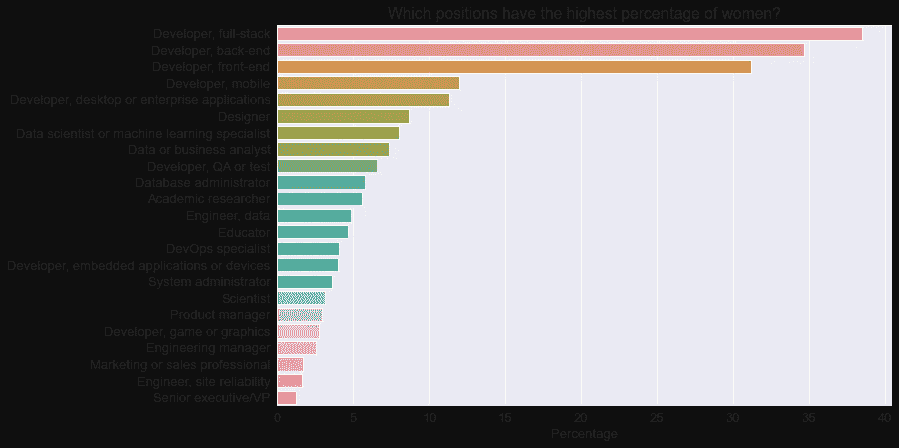 Which positions have the highest percentage of women?
Developer, full-stack
Developer, back-end
Developer, front-end
Developer, mobile
Developer, desktop or enterprise applications
Designer
Data scientist or machine learning specialist
Data or business analyst
Developer, QA or test
Database administrator
Academic researcher
Engineer, data
Educator
DevOps specialist
Developer, embedded applications or devices
System administrator
Scientist
Product manager
Developer, game or graphics
Engineering manager
Marketing or sales professional
Engineer, site reliability
Senior executive/VP
0 5 10 15 20 25 30 35 40
Percentage